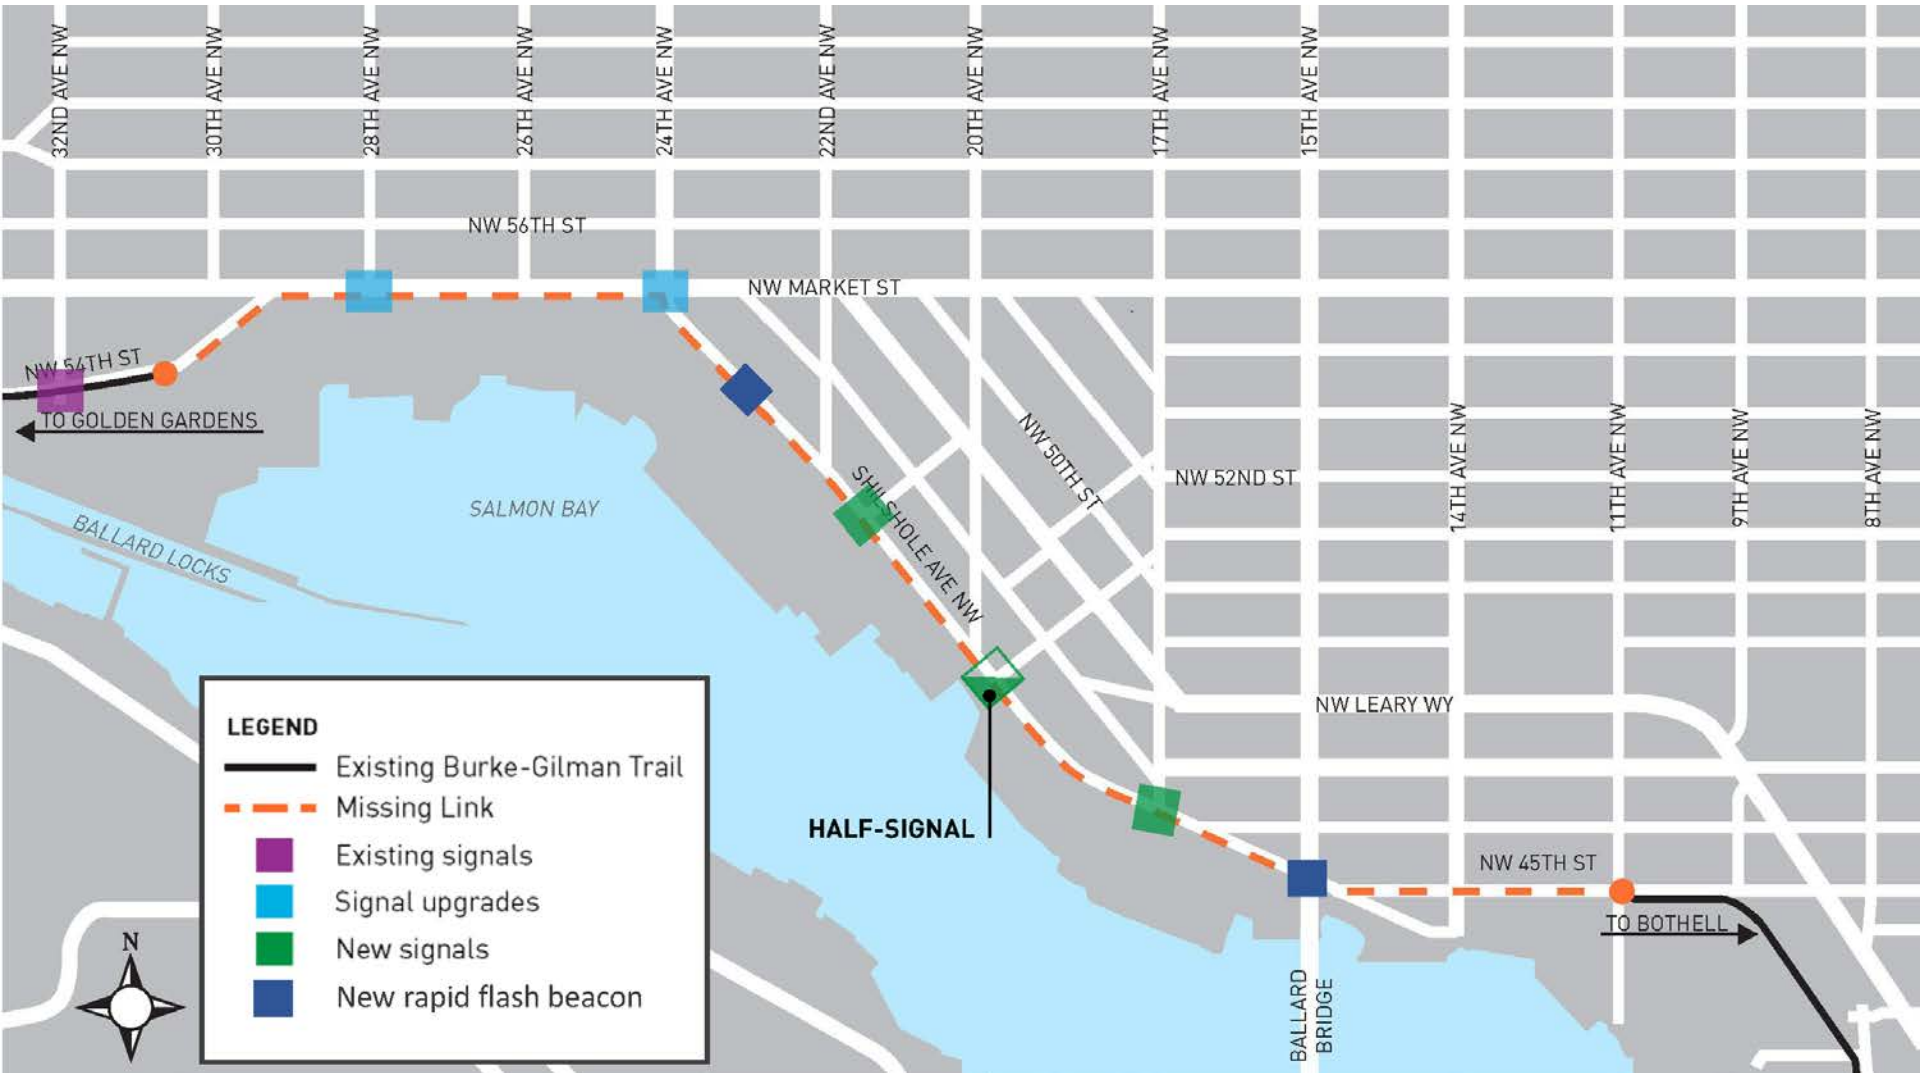 32ND AVE NW
30TH AVE NW
28TH AVE NW
26TH AVE NW
24TH AVE NW
22ND AVE NW
20TH AVE NW
17TH AVE NW
15TH AVE NW
NW 56TH ST
NW MARKET ST
NW 54TH ST
TO GOLDEN GARDENS
SALMON BAY
BALLARD LOCKS
SHILSHOLE AVE NW
NW 50TH ST
NW 52ND ST
14TH AVE NW
11TH AVE NW
9TH AVE NW
8TH AVE NW
NW LEARY WY
HALF-SIGNAL
NW 45TH ST
TO BOTHELL
BALLARD
BRIDGE
LEGEND
Existing Burke-Gilman Trail
Missing Link
Existing signals
Signal upgrades
New signals
New rapid flash beacon
N